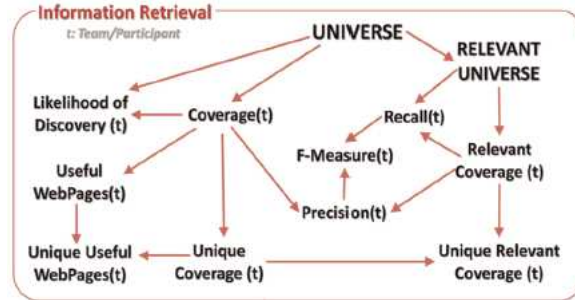 Information Retrieval
t: Team/Participant
UNIVERSE
RELEVANT
UNIVERSE
Likelihood of
Discovery (t)
Coverage(t)
Recall(t)
F-Measure(t)
Relevant
Coverage (t)
Useful
WebPages(t)
Precision(t)
Unique Useful
WebPages(t)
Unique
Coverage (t)
Unique Relevant
Coverage (t)